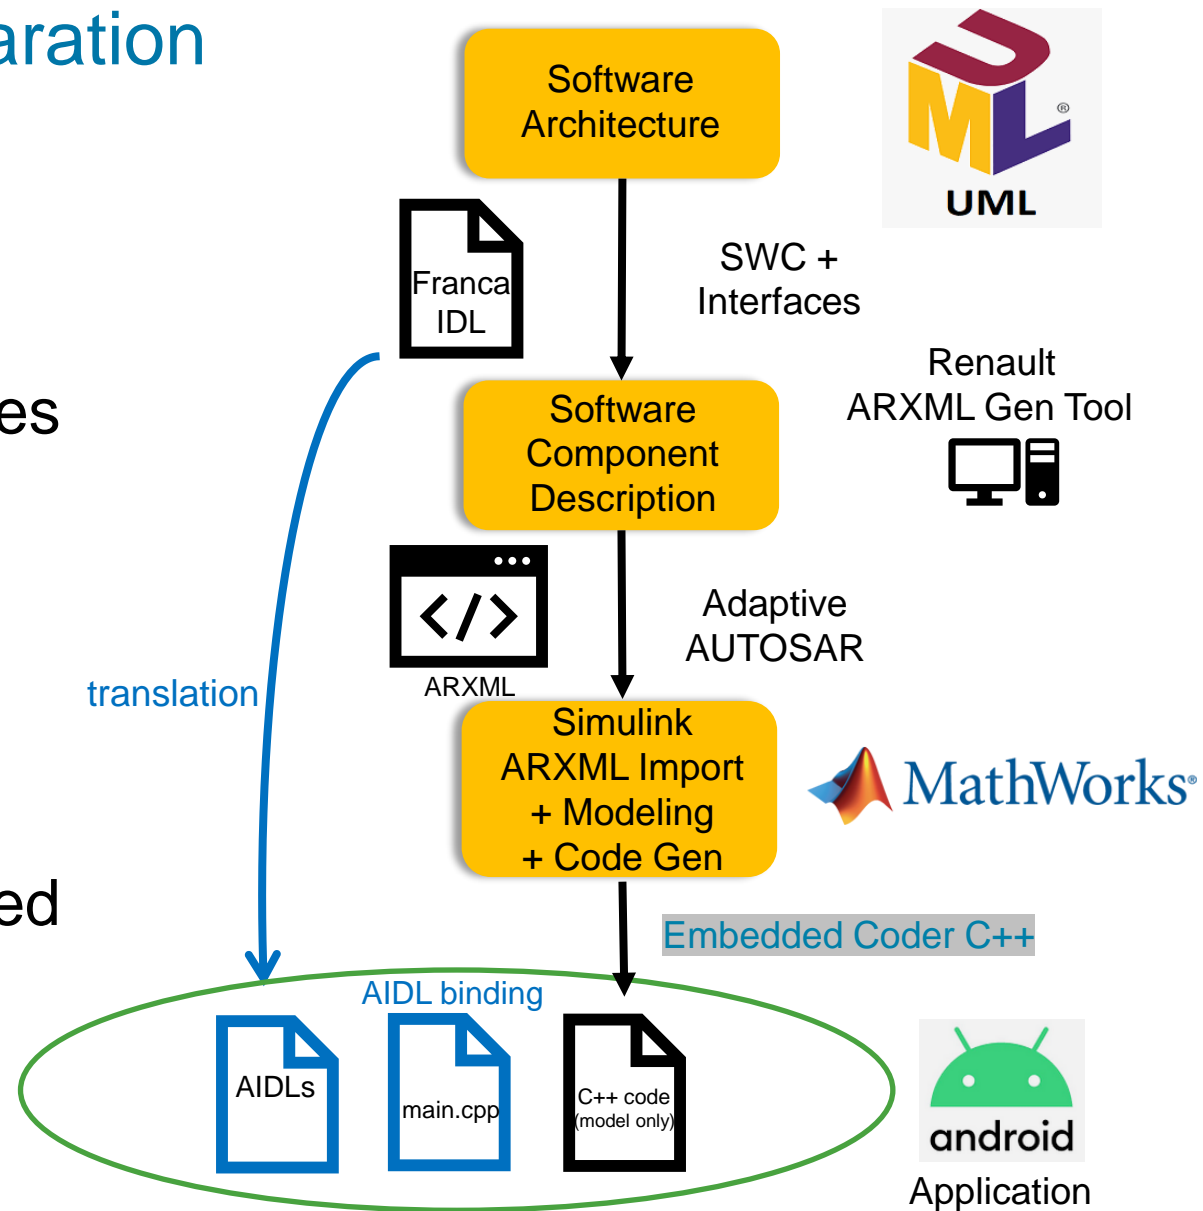 aration
Software
Architecture
UML
®
UML
Franca
IDL
SWC +
Interfaces
Renault
ARXML Gen Tool
es
Software
Component
Description
</>
ARXML
Adaptive
AUTOSAR
translation
Simulink
ARXML Import
+ Modeling
+ Code Gen
MathWorks®
ed
Embedded Coder C++
AIDL binding
AIDLs
main.cpp
C++ code
(model only)
android
Application